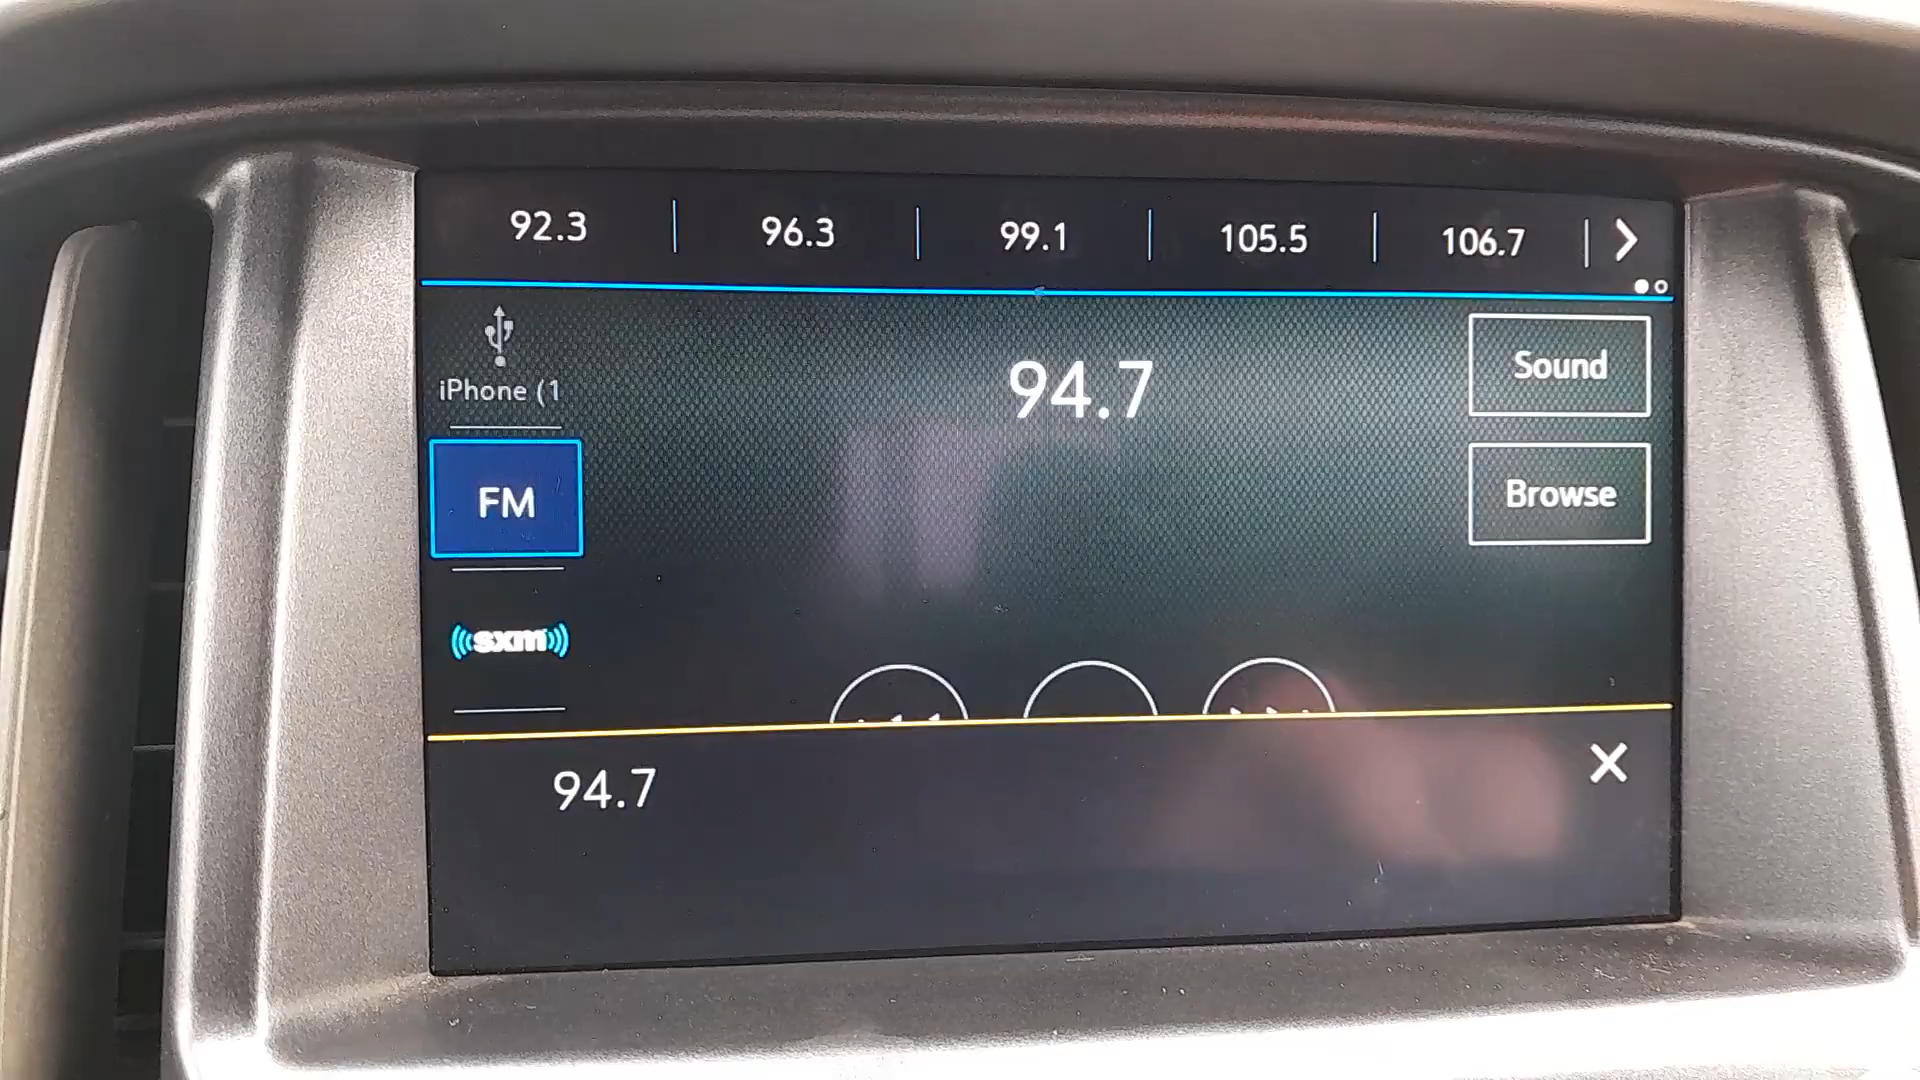 92.3 96.3 99.1 105.5 106.7
iPhone (1
94.7
Sound
FM
Browse
sxm
94.7